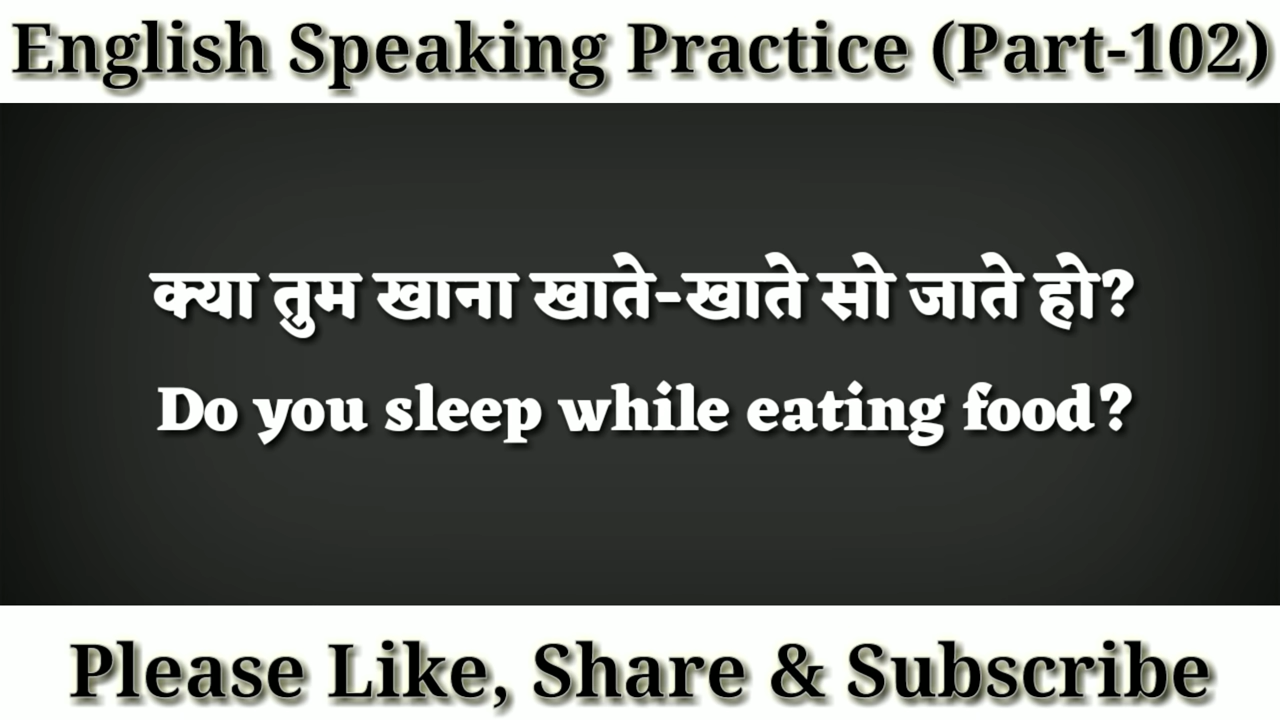 English Speaking Practice (Part-102)
क्या तुम खाना खाते-खाते सो जाते हो?
Do you sleep while eating food?
Please Like, Share & Subscribe